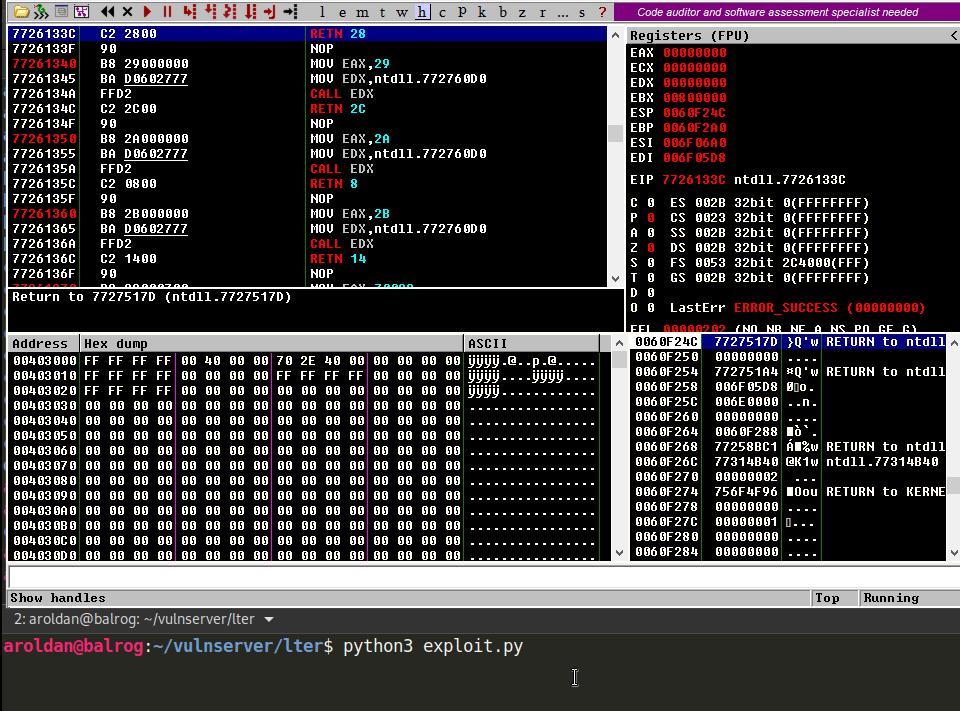 l e m t w h c p k b z r ... s ? Code auditor and software assessment specialist needed
7726133C C2 2800 RETN 28
7726133F 90 NOP
77261340 B8 29000000 MOV EAX,29
77261345 BA D0602777 MOV EDX,ntdll.772760D0
7726134A FFD2 CALL EDX
7726134C C2 2C00 RETN 2C
7726134F 90 NOP
77261350 B8 2A000000 MOV EAX,2A
77261355 BA D0602777 MOV EDX,ntdll.772760D0
7726135A FFD2 CALL EDX
7726135C C2 0800 RETN 8
7726135F 90 NOP
77261360 B8 2B000000 MOV EAX,2B
77261365 BA D0602777 MOV EDX,ntdll.772760D0
7726136A FFD2 CALL EDX
7726136C C2 1400 RETN 14
7726136F 90 NOP
Return to 7727517D (ntdll.7727517D)
Registers (FPU) <
EAX 00000000
ECX 00000000
EDX 00000000
EBX 00800000
ESP 0060F24C
EBP 0060F2A0
ESI 006F06A0
EDI 006F05D8
EIP 7726133C ntdll.7726133C
C 0 ES 002B 32bit 0(FFFFFFFF)
P 0 CS 0023 32bit 0(FFFFFFFF)
A 0 SS 002B 32bit 0(FFFFFFFF)
Z 0 DS 002B 32bit 0(FFFFFFFF)
S 0 FS 0053 32bit 2C4000(FFF)
T 0 GS 002B 32bit 0(FFFFFFFF)
D 0
O 0 LastErr ERROR_SUCCESS (00000000)
EFL 00000202 (NO,NB,NE,A,NS,PO,GE,G)
Address Hex dump ASCII
00403000 FF FF FF FF 00 40 00 00 70 2E 40 00 00 00 00 00 ÿÿÿÿ.@..p.@.....
00403010 FF FF FF FF 00 00 00 00 FF FF FF FF 00 00 00 00 ÿÿÿÿ....ÿÿÿÿ....
00403020 FF FF FF FF 00 00 00 00 00 00 00 00 00 00 00 00 ÿÿÿÿ............
00403030 00 00 00 00 00 00 00 00 00 00 00 00 00 00 00 00 ................
00403040 00 00 00 00 00 00 00 00 00 00 00 00 00 00 00 00 ................
00403050 00 00 00 00 00 00 00 00 00 00 00 00 00 00 00 00 ................
00403060 00 00 00 00 00 00 00 00 00 00 00 00 00 00 00 00 ................
00403070 00 00 00 00 00 00 00 00 00 00 00 00 00 00 00 00 ................
00403080 00 00 00 00 00 00 00 00 00 00 00 00 00 00 00 00 ................
00403090 00 00 00 00 00 00 00 00 00 00 00 00 00 00 00 00 ................
004030A0 00 00 00 00 00 00 00 00 00 00 00 00 00 00 00 00 ................
004030B0 00 00 00 00 00 00 00 00 00 00 00 00 00 00 00 00 ................
004030C0 00 00 00 00 00 00 00 00 00 00 00 00 00 00 00 00 ................
004030D0 00 00 00 00 00 00 00 00 00 00 00 00 00 00 00 00 ................
0060F24C 7727517D }Q'w RETURN to ntdll
0060F250 00000000 ....
0060F254 772751A4 ¤Q'w RETURN to ntdll
0060F258 006F05D8 Øo.
0060F25C 006E0000 ..n.
0060F260 00000000 ....
0060F264 0060F288 ò`.
0060F268 77258BC1 Á%w RETURN to ntdll
0060F26C 77314B40 @K1w ntdll.77314B40
0060F270 00000002 ...
0060F274 756F4F96 Oou RETURN to KERNE
0060F278 00000000 ....
0060F27C 00000001 ...
0060F280 00000000 ....
0060F284 00000000 ....
Show handles Top Running
2: aroldan@balrog: ~/vulnserver/lter
aroldan@balrog:~/vulnserver/lter$ python3 exploit.py